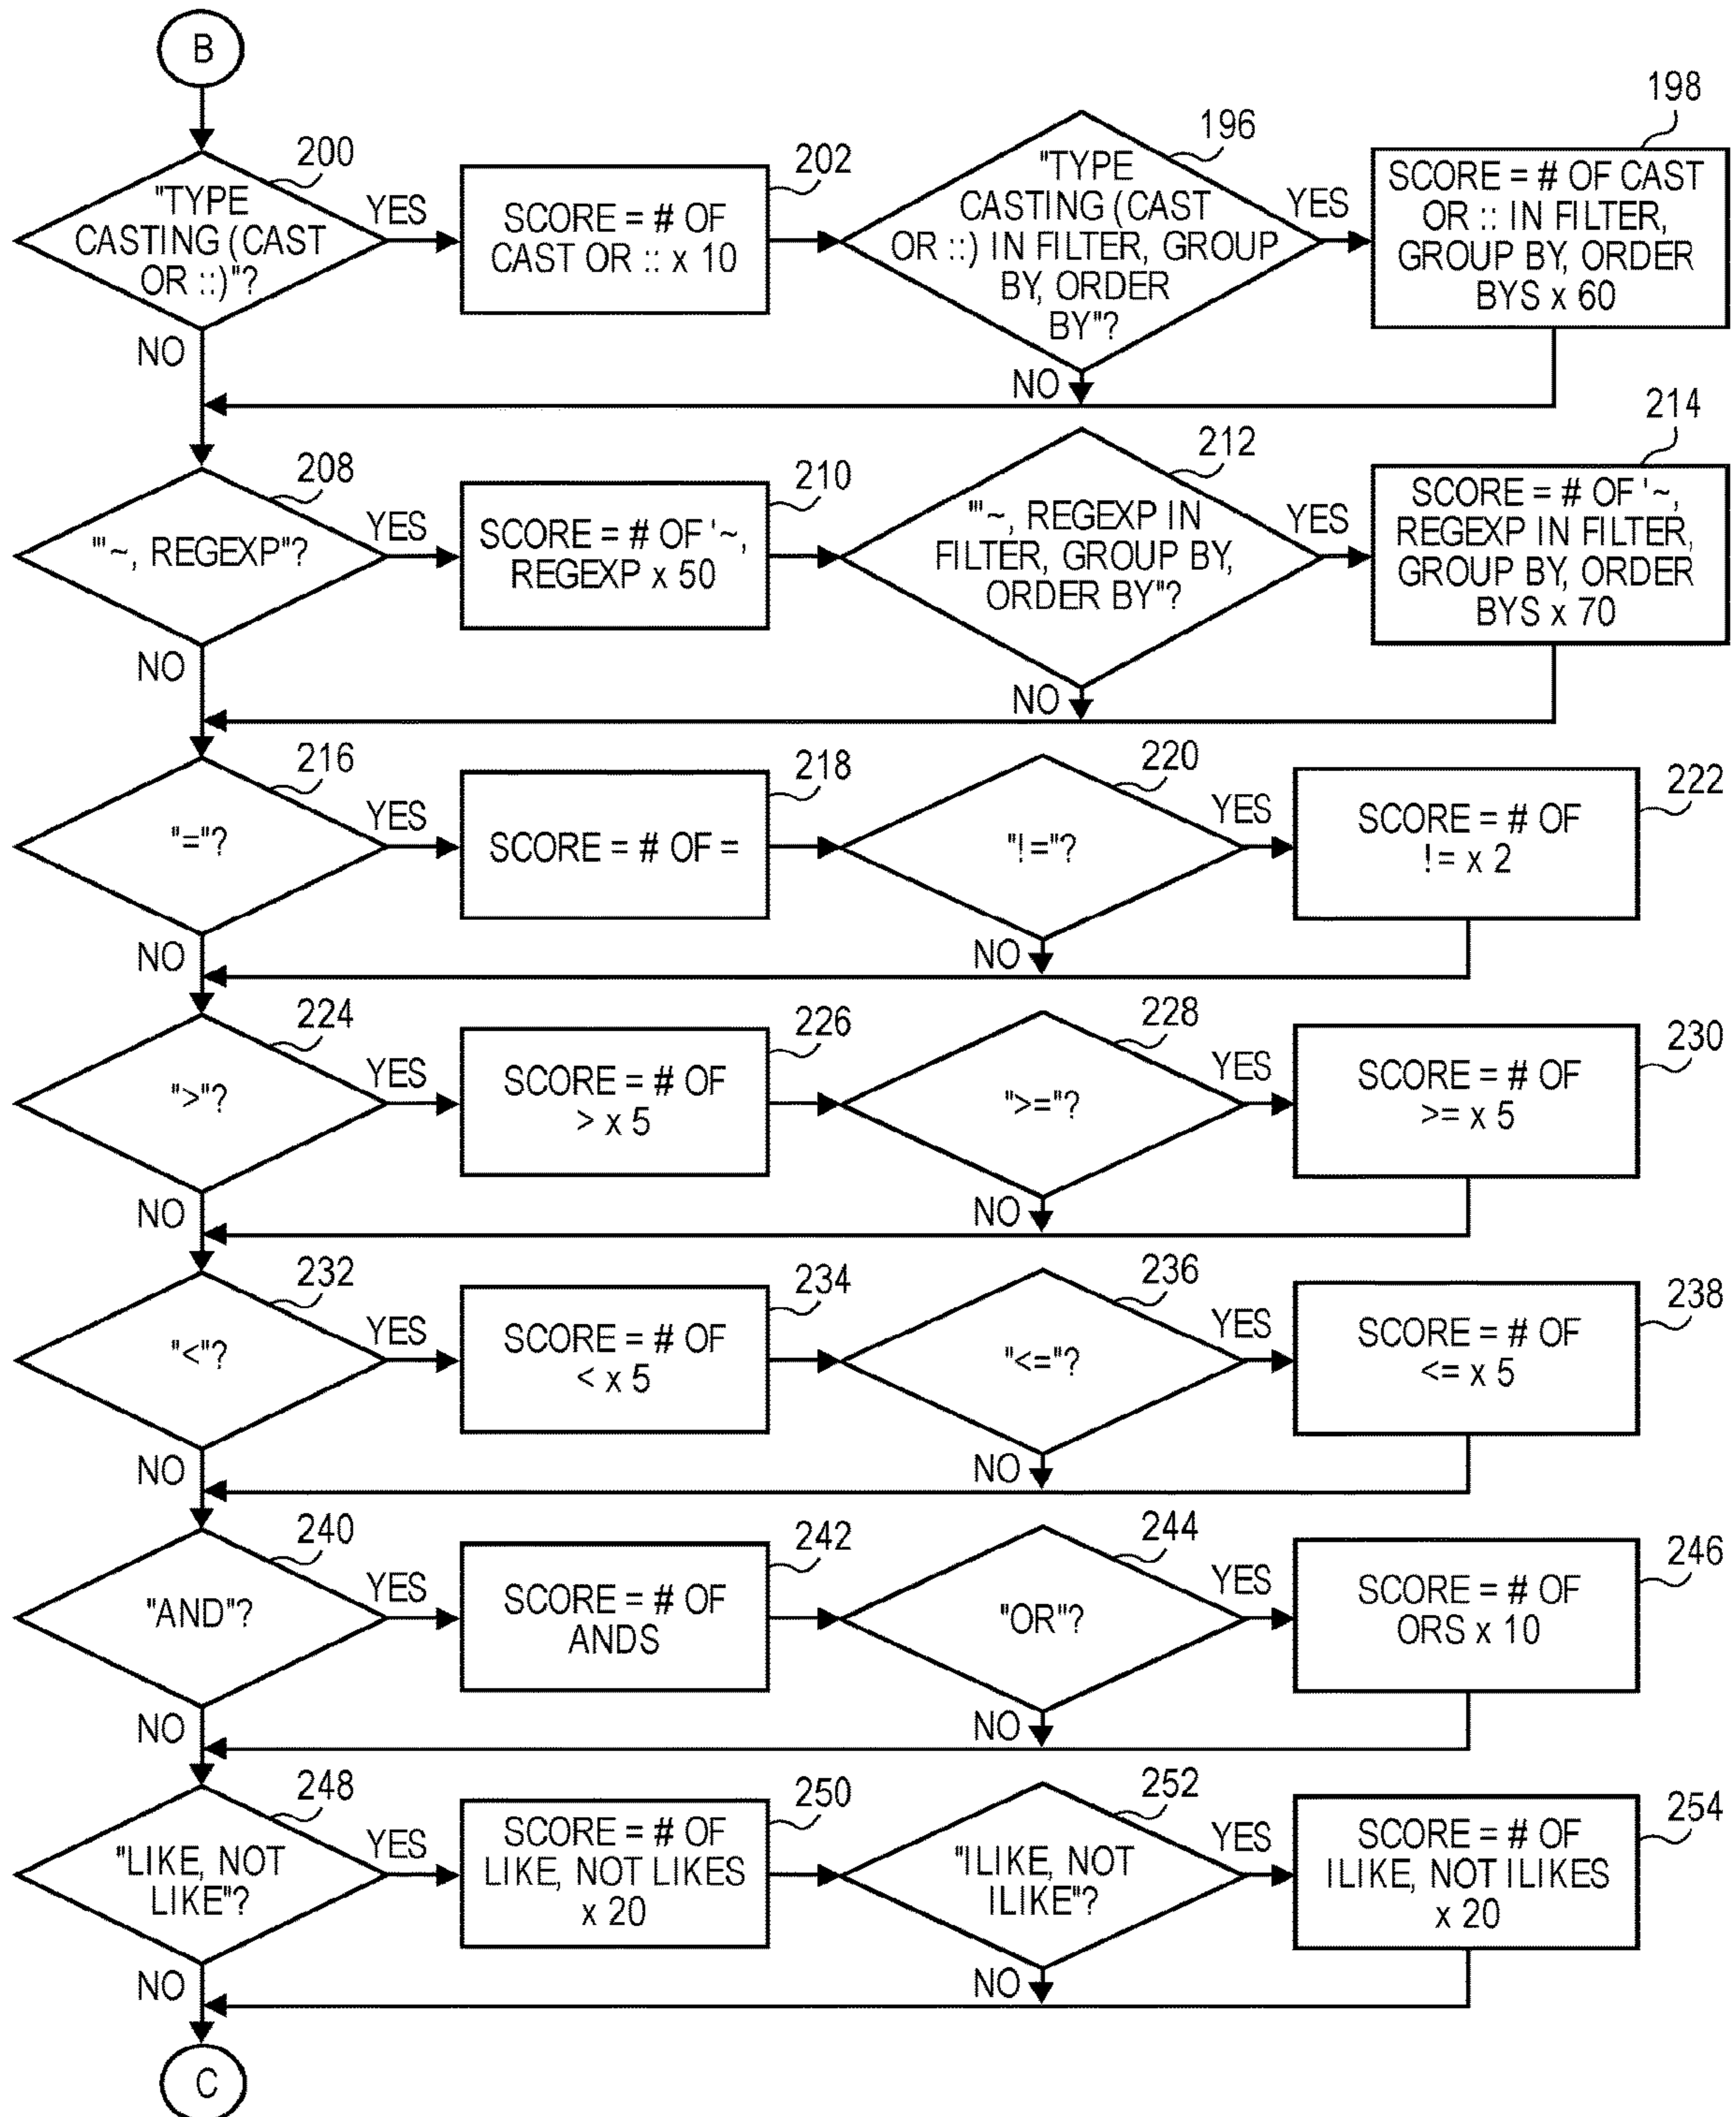 B
200
"TYPE
CASTING (CAST
OR ::)"?
YES
NO
202
SCORE = # OF
CAST OR :: x 10
196
"TYPE
CASTING (CAST
OR ::) IN FILTER, GROUP
BY, ORDER
BY"?
YES
NO
198
SCORE = # OF CAST
OR :: IN FILTER,
GROUP BY, ORDER
BYS x 60
208
"'~, REGEXP"?
YES
NO
210
SCORE = # OF '~,
REGEXP x 50
212
"'~, REGEXP IN
FILTER, GROUP BY,
ORDER BY"?
YES
NO
214
SCORE = # OF '~,
REGEXP IN FILTER,
GROUP BY, ORDER
BYS x 70
216
"="?
YES
NO
218
SCORE = # OF =
220
"!="?
YES
NO
222
SCORE = # OF
!= x 2
224
">"?
YES
NO
226
SCORE = # OF
> x 5
228
">="?
YES
NO
230
SCORE = # OF
>= x 5
232
"<"?
YES
NO
234
SCORE = # OF
< x 5
236
"<="?
YES
NO
238
SCORE = # OF
<= x 5
240
"AND"?
YES
NO
242
SCORE = # OF
ANDS
244
"OR"?
YES
NO
246
SCORE = # OF
ORS x 10
248
"LIKE, NOT
LIKE"?
YES
NO
250
SCORE = # OF
LIKE, NOT LIKES
x 20
252
"ILIKE, NOT
ILIKE"?
YES
NO
254
SCORE = # OF
ILIKE, NOT ILIKES
x 20
C